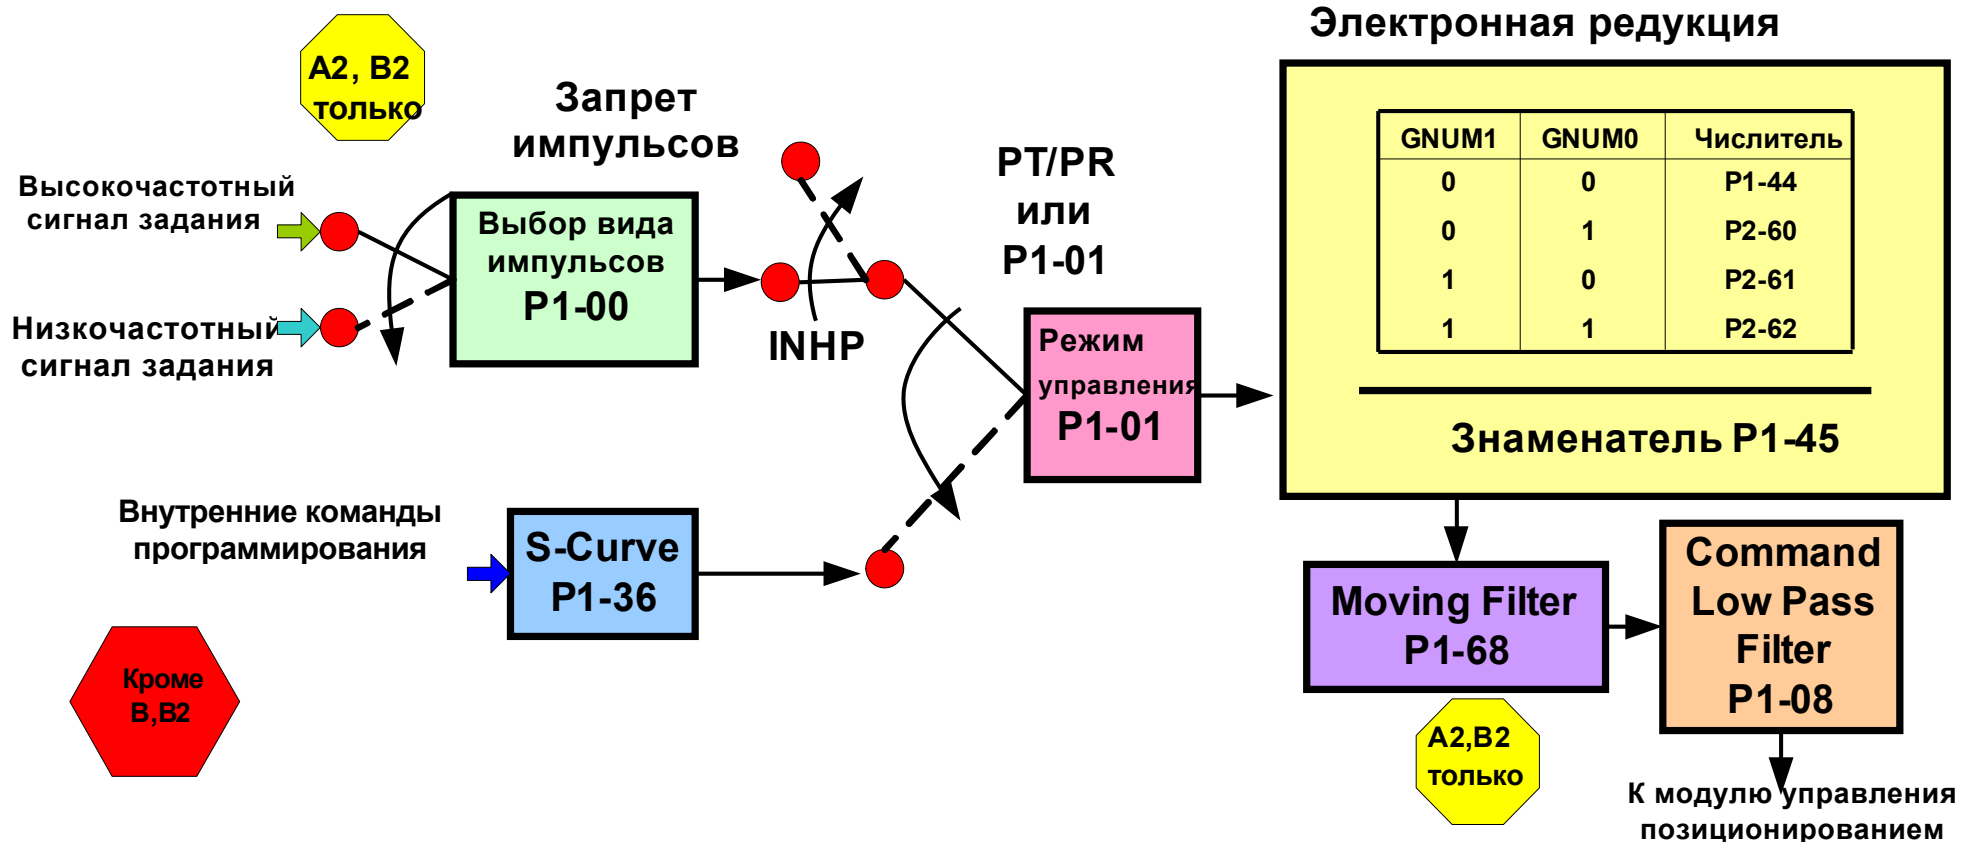 Электронная редукция
A2, B2
только
Запрет
импульсов
Высокочастотный
сигнал задания
Низкочастотный
сигнал задания
Выбор вида
импульсов
P1-00
INHP
PT/PR
или
P1-01
Режим
управления
P1-01
GNUM1 GNUM0 Числитель
0 0 P1-44
0 1 P2-60
1 0 P2-61
1 1 P2-62
Знаменатель P1-45
Внутренние команды
программирования
S-Curve
P1-36
Moving Filter
P1-68
Command
Low Pass
Filter
P1-08
Кроме
B,B2
A2,B2
только
К модулю управления
позиционированием